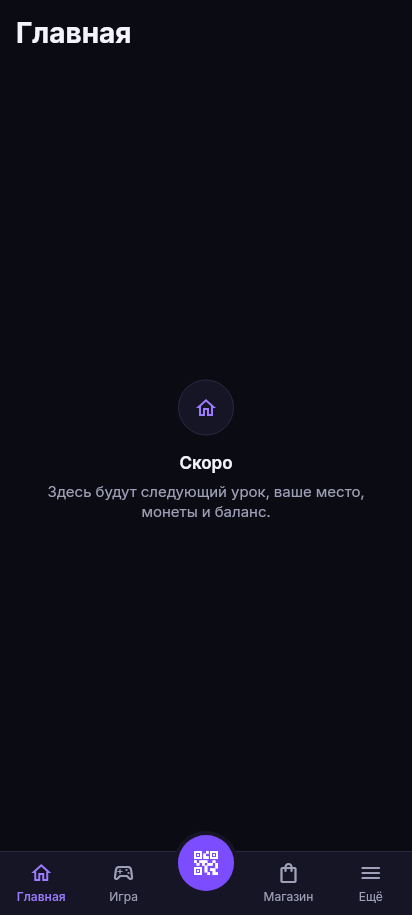 Главная
Скоро
Здесь будут следующий урок, ваше место,
монеты и баланс.
Главная
Игра
Магазин
Ещё